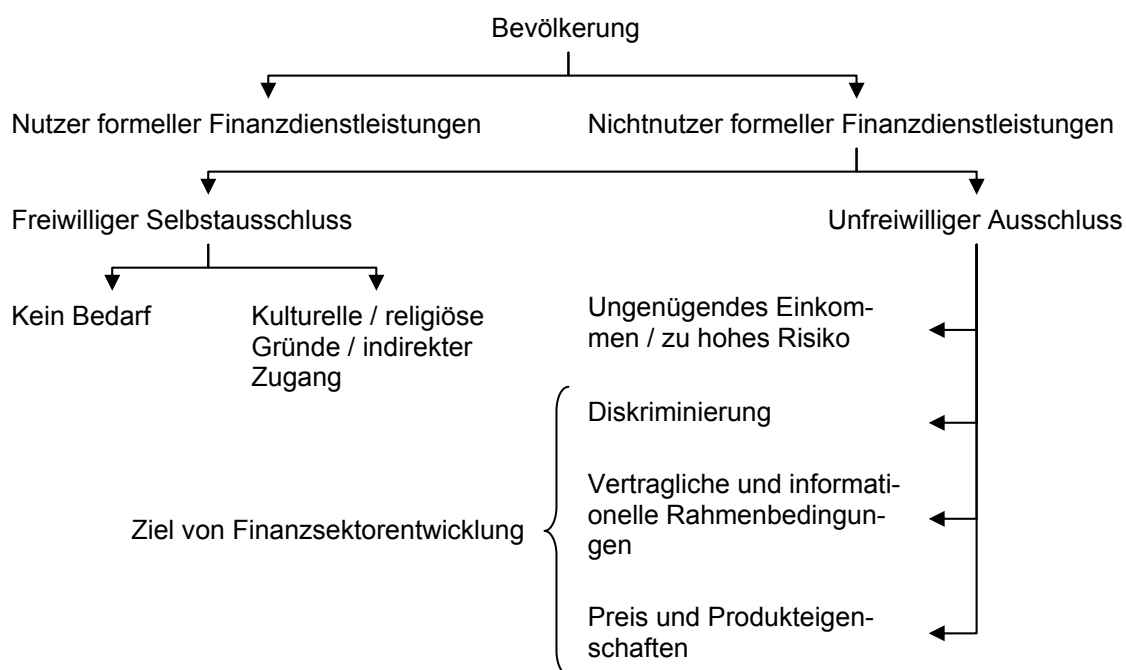 Bevölkerung
Nutzer formeller Finanzdienstleistungen
Nichtnutzer formeller Finanzdienstleistungen
Freiwilliger Selbstausschluss
Unfreiwilliger Ausschluss
Kein Bedarf
Kulturelle / religiöse
Gründe / indirekter
Zugang
Ungenügendes Einkom-
men / zu hohes Risiko
Diskriminierung
Vertragliche und informati-
onelle Rahmenbedingun-
gen
Ziel von Finanzsektorentwicklung
Preis und Produkteigen-
schaften